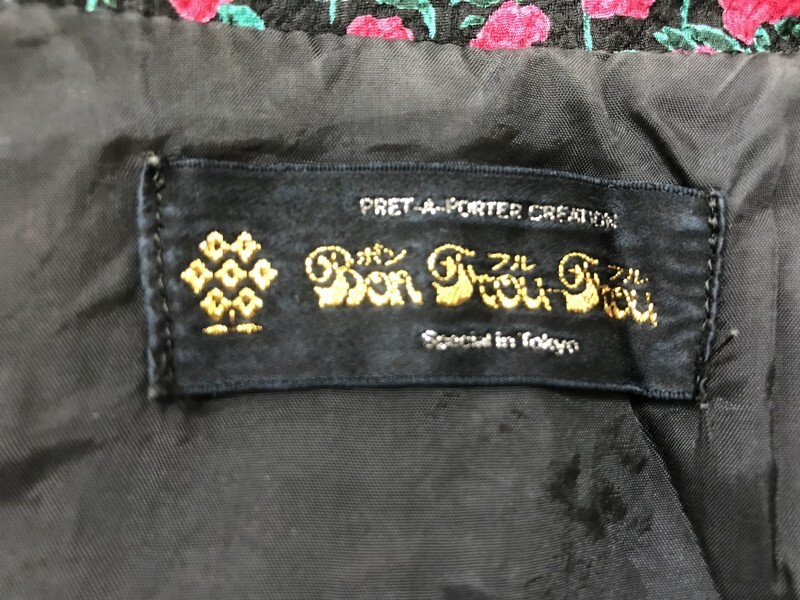 PRET-A-PORTER CREATION
ボン フル フル
Bon Frou-Frou
Special in Tokyo